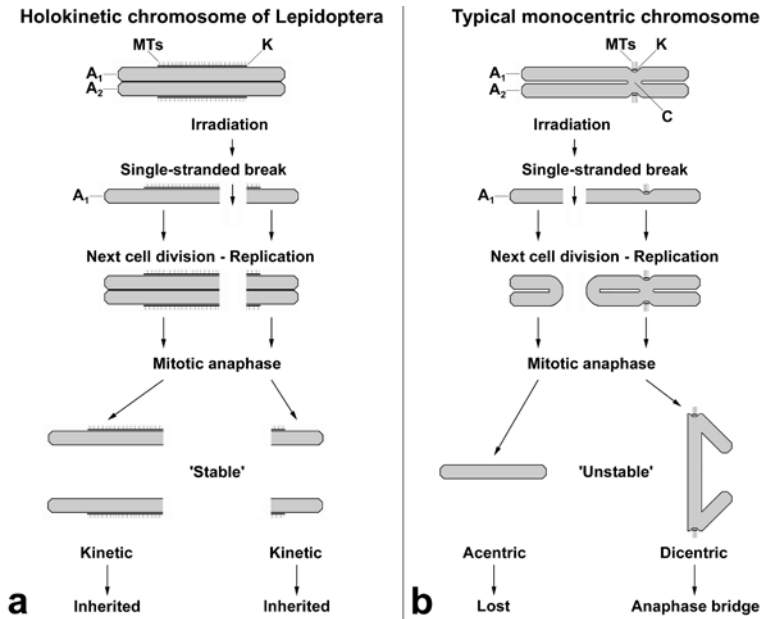 Holokinetic chromosome of Lepidoptera
MTs K
A1
A2
Irradiation
Single-stranded break
A1
Next cell division - Replication
Mitotic anaphase
'Stable'
Kinetic Kinetic
Inherited Inherited
a
Typical monocentric chromosome
MTs K
A1
A2
C
Irradiation
Single-stranded break
A1
Next cell division - Replication
Mitotic anaphase
'Unstable'
Acentric Dicentric
Lost Anaphase bridge
b